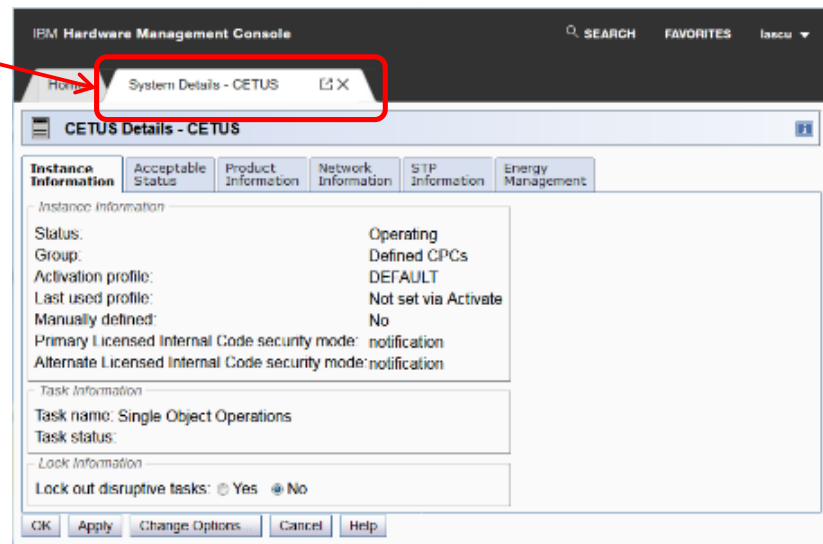 IBM Hardware Management Console
SEARCH FAVORITES lascu
Home System Details - CETUS
CETUS Details - CETUS
Instance Information Acceptable Status Product Information Network Information STP Information Energy Management
Instance Information
Status: Operating
Group: Defined CPCs
Activation profile: DEFAULT
Last used profile: Not set via Activate
Manually defined: No
Primary Licensed Internal Code security mode: notification
Alternate Licensed Internal Code security mode: notification
Task Information
Task name: Single Object Operations
Task status:
Lock Information
Lock out disruptive tasks: Yes No
OK Apply Change Options Cancel Help